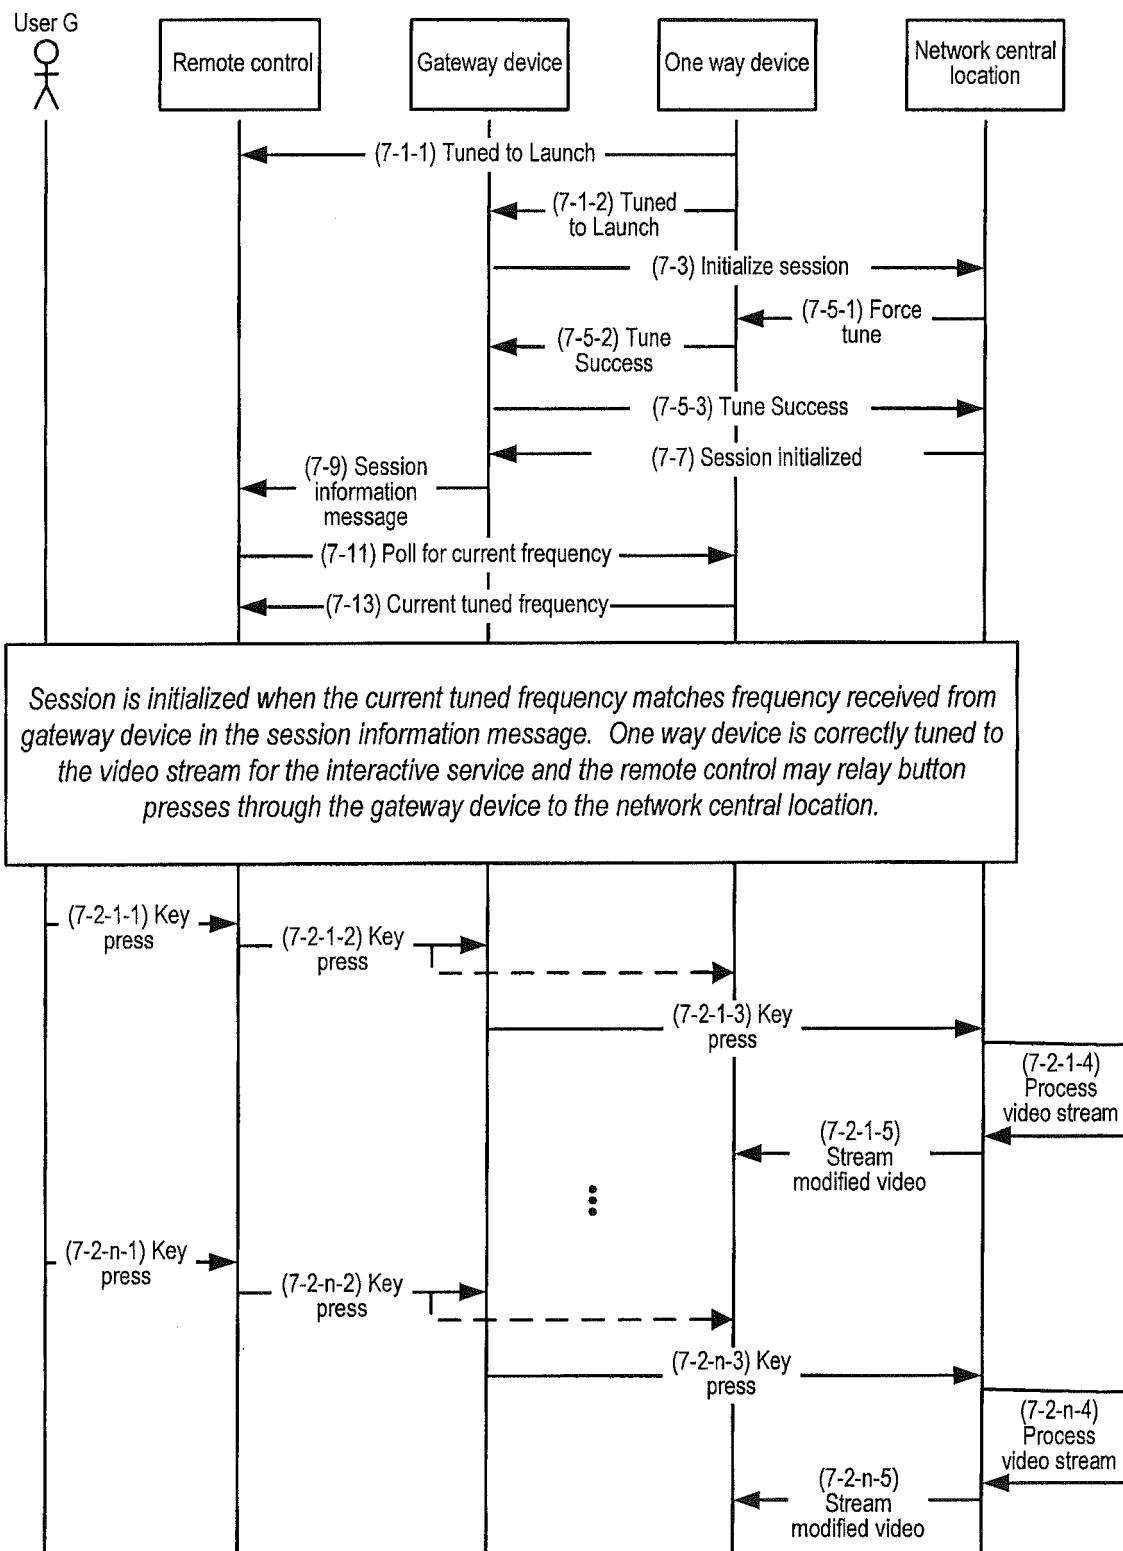 User G
Remote control
Gateway device
One way device
Network central
location
(7-1-1) Tuned to Launch
(7-1-2) Tuned
to Launch
(7-3) Initialize session
(7-5-1) Force
tune
(7-5-2) Tune
Success
(7-5-3) Tune Success
(7-7) Session initialized
(7-9) Session
information
message
(7-11) Poll for current frequency
(7-13) Current tuned frequency
Session is initialized when the current tuned frequency matches frequency received from
gateway device in the session information message. One way device is correctly tuned to
the video stream for the interactive service and the remote control may relay button
presses through the gateway device to the network central location.
(7-2-1-1) Key
press
(7-2-1-2) Key
press
(7-2-1-3) Key
press
(7-2-1-4)
Process
video stream
(7-2-1-5)
Stream
modified video
(7-2-n-1) Key
press
(7-2-n-2) Key
press
(7-2-n-3) Key
press
(7-2-n-4)
Process
video stream
(7-2-n-5)
Stream
modified video